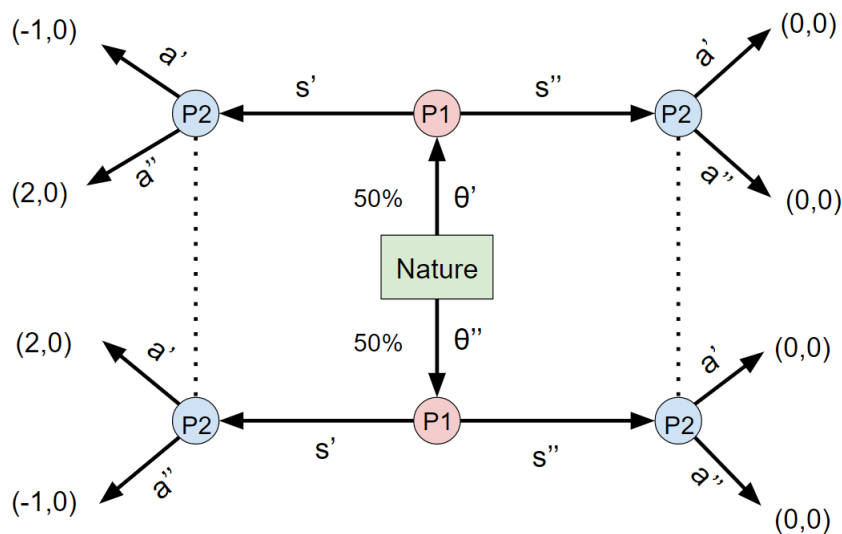 (-1,0) a’ s’ s’’ a’ (0,0)
P2 P1 P2
(2,0) a’’ a’’ (0,0)
50% θ’
Nature
50% θ’’
(2,0) a’ a’ (0,0)
P2 P1 P2
(-1,0) a’’ s’ s’’ a’’ (0,0)